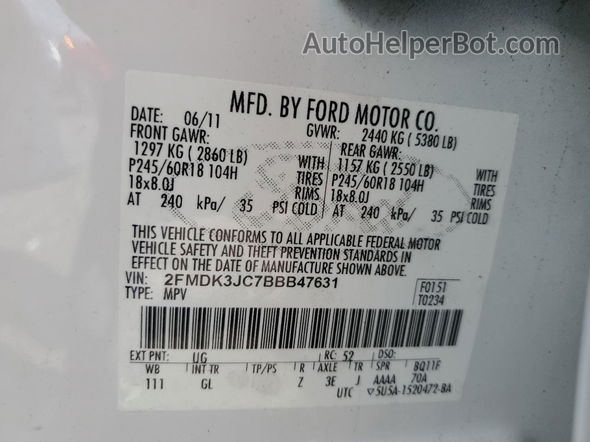 AutoHelperBot.com
MFD. BY FORD MOTOR CO.
DATE: 06/11 GVWR: 2440 KG ( 5380 LB)
FRONT GAWR: REAR GAWR:
1297 KG ( 2860 LB) WITH 1157 KG ( 2550 LB) WITH
P245/60R18 104H TIRES P245/60R18 104H TIRES
18x8.0J RIMS 18x8.0J RIMS
AT 240 kPa/ 35 PSI COLD AT 240 kPa/ 35 PSI COLD
THIS VEHICLE CONFORMS TO ALL APPLICABLE FEDERAL MOTOR
VEHICLE SAFETY AND THEFT PREVENTION STANDARDS IN
EFFECT ON THE DATE OF MANUFACTURE SHOWN ABOVE.
VIN: 2FMDK3JC7BBB47631 F0151
TYPE: MPV T0234
EXT PNT: UG RC: 52 DSO:
WB INT TR TP/PS R AXLE TR SPR BQ11F
111 GL Z 3E J AAAA 70A
UTC 5U5A-1520472-BA